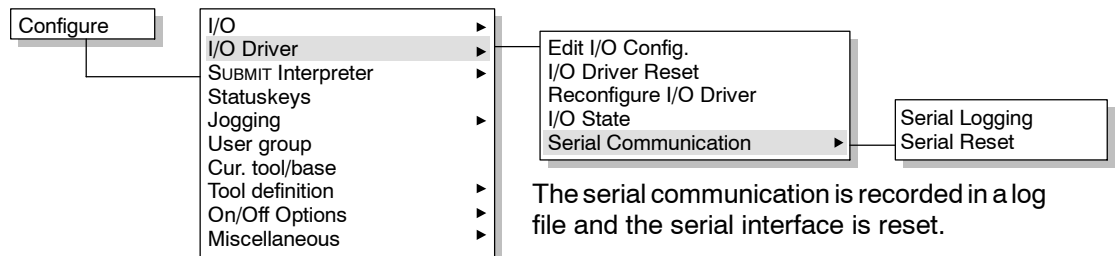 Configure
I/O
I/O Driver
SUBMIT Interpreter
Statuskeys
Jogging
User group
Cur. tool/base
Tool definition
On/Off Options
Miscellaneous
Edit I/O Config.
I/O Driver Reset
Reconfigure I/O Driver
I/O State
Serial Communication
Serial Logging
Serial Reset
The serial communication is recorded in a log
file and the serial interface is reset.